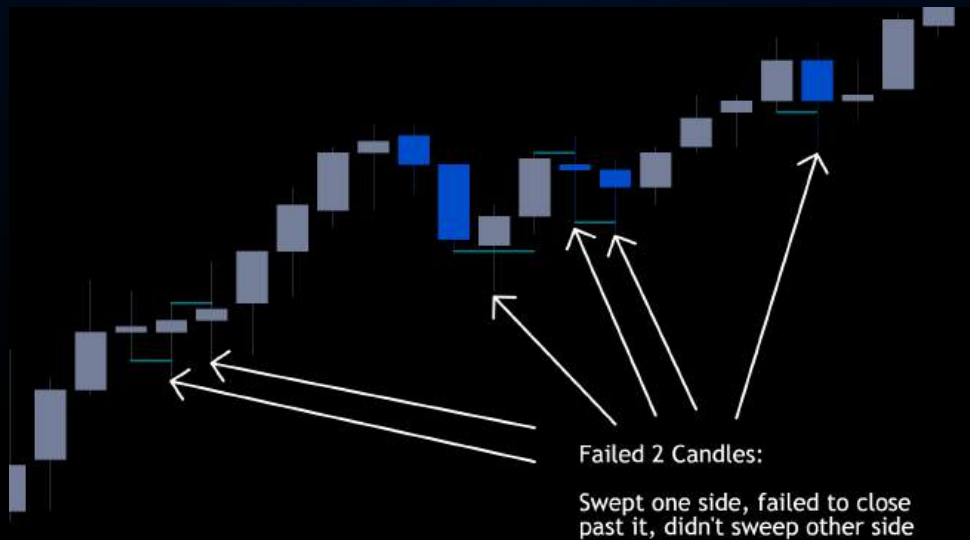 Failed 2 Candles:
Swept one side, failed to close
past it, didn't sweep other side